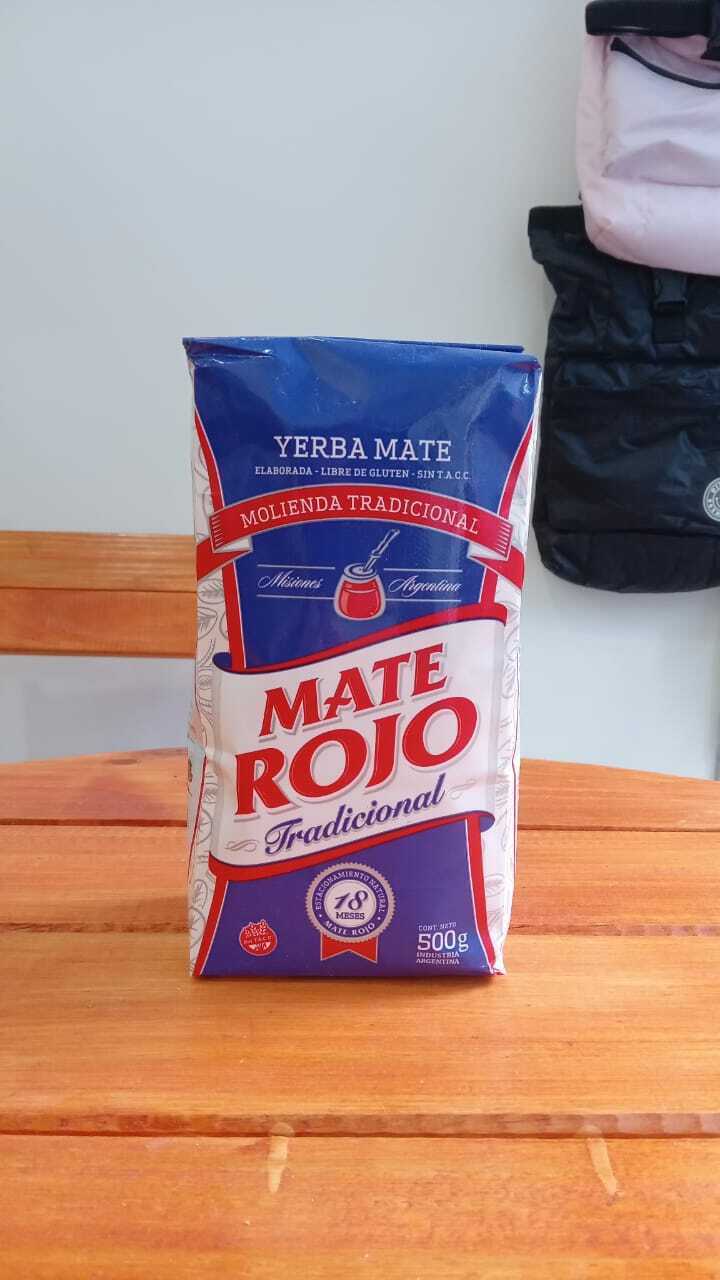 YERBA MATE
ELABORADA - LIBRE DE GLUTEN - SIN T.A.C.C.
MOLIENDA TRADICIONAL
Misiones Argentina
MATE
ROJO
Tradicional
ESTACIONAMIENTO NATURAL
18
MESES
MATE ROJO
SIN T.A.C.C.
CONT. NETO
500g
INDUSTRIA
ARGENTINA